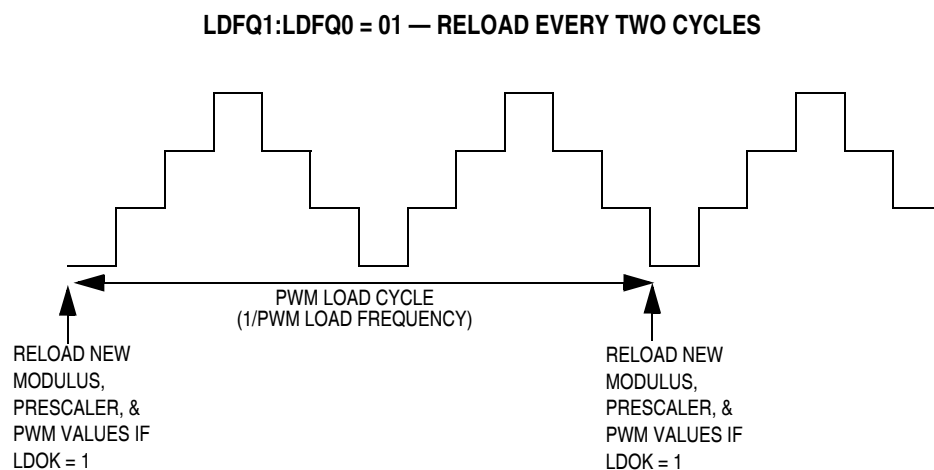 LDFQ1:LDFQ0 = 01 — RELOAD EVERY TWO CYCLES
PWM LOAD CYCLE
(1/PWM LOAD FREQUENCY)
RELOAD NEW
MODULUS,
PRESCALER, &
PWM VALUES IF
LDOK = 1
RELOAD NEW
MODULUS,
PRESCALER, &
PWM VALUES IF
LDOK = 1